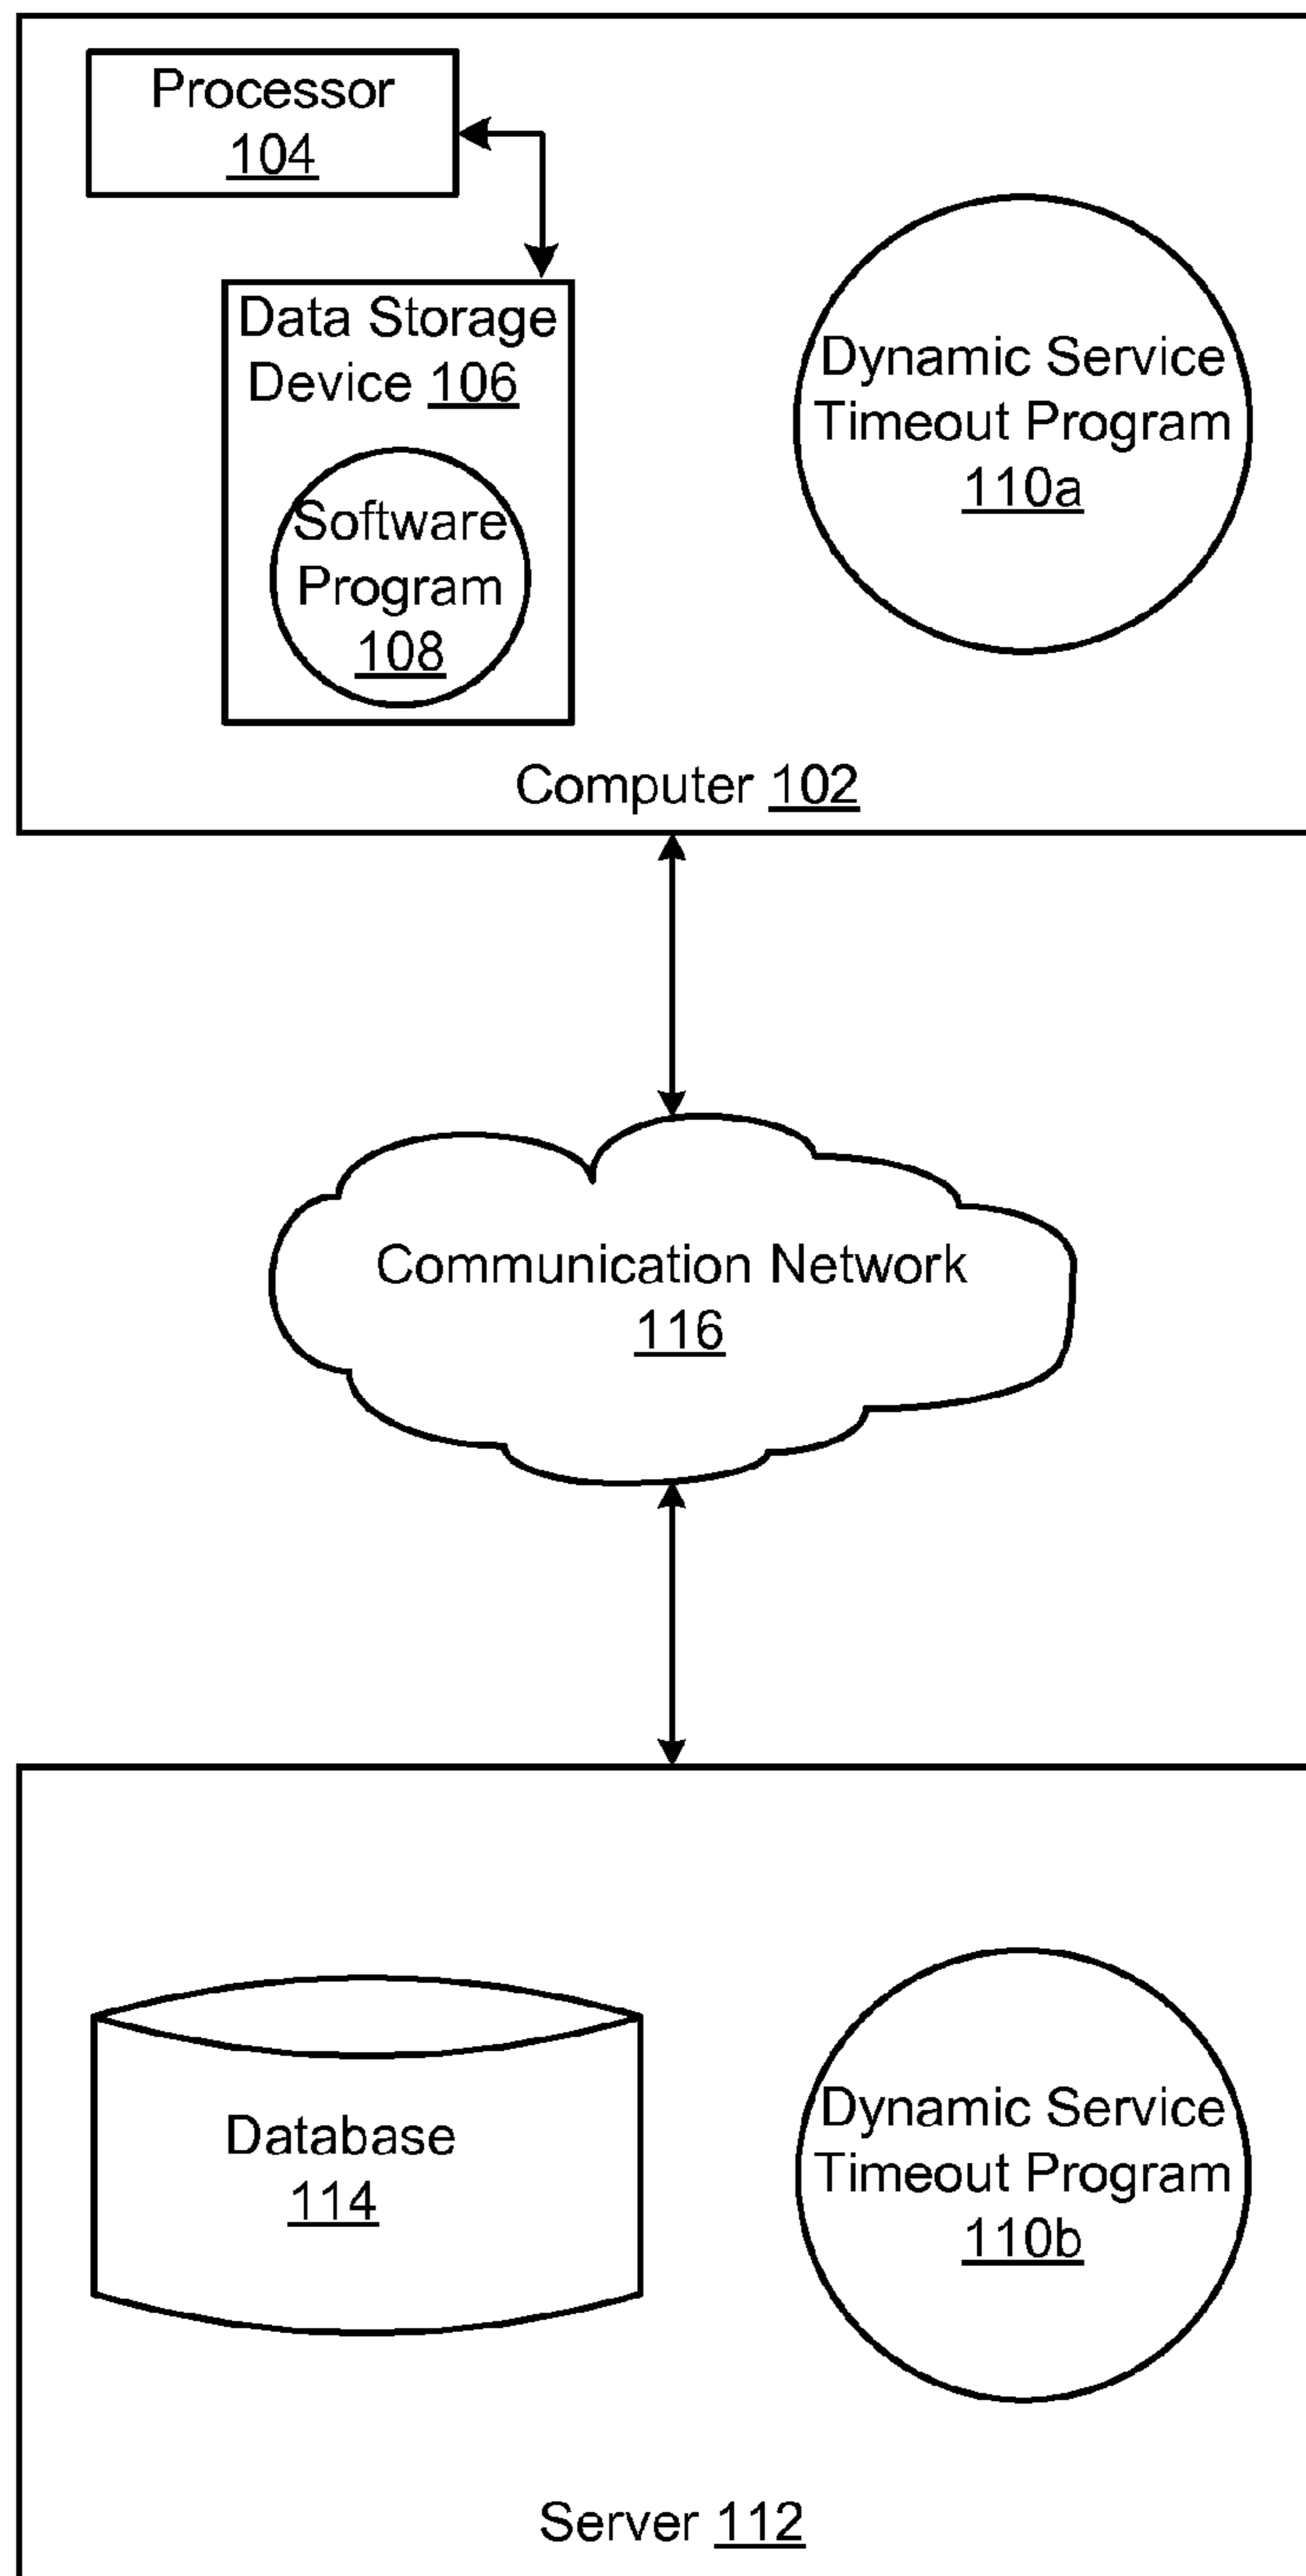 Processor
104
Data Storage
Device 106
Software
Program
108
Dynamic Service
Timeout Program
110a
Computer 102
Communication Network
116
Database
114
Dynamic Service
Timeout Program
110b
Server 112